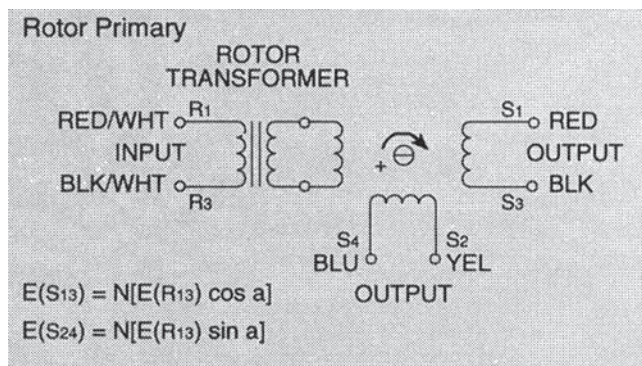 Rotor Primary
ROTOR
TRANSFORMER
RED/WHT R1
INPUT
BLK/WHT R3
+ Θ
S1 RED
OUTPUT
S3 BLK
S4 S2
BLU YEL
OUTPUT
E(S13) = N[E(R13) cos a]
E(S24) = N[E(R13) sin a]